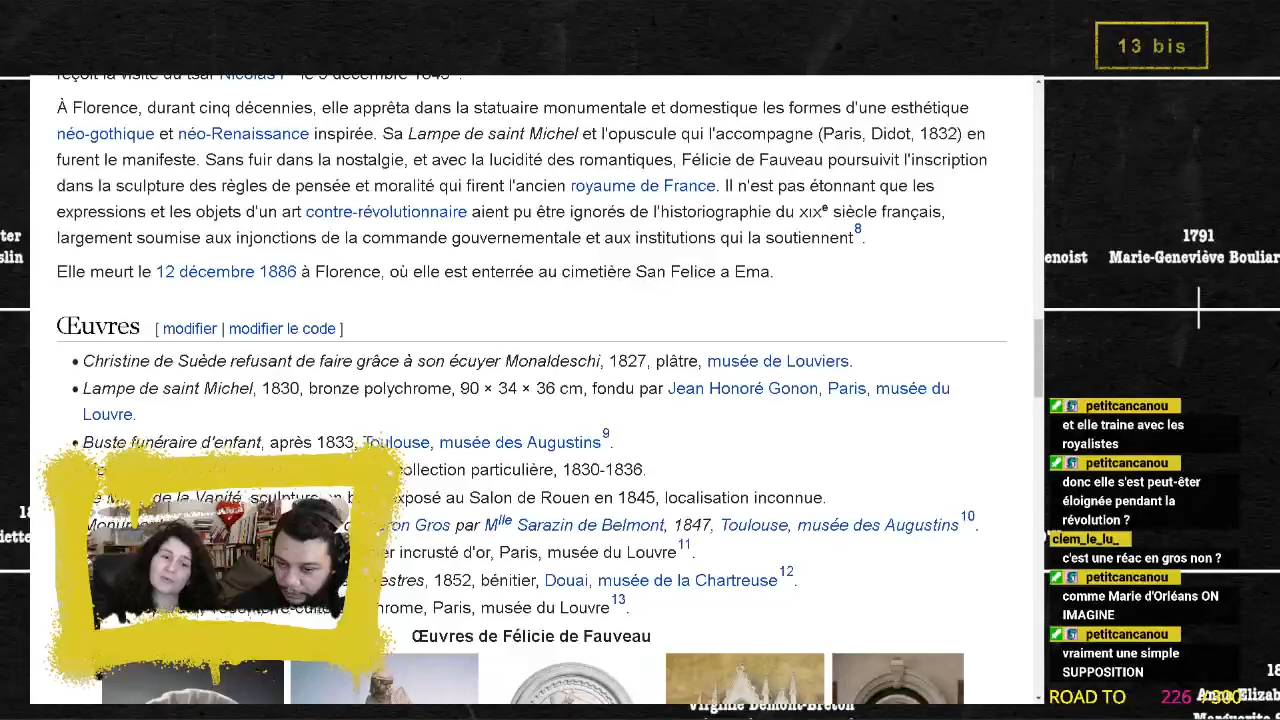 13 bis
reçoit la visite du tsar Nicolas
À Florence, durant cinq décennies, elle apprêta dans la statuaire monumentale et domestique les formes d'une esthétique
néo-gothique et néo-Renaissance inspirée. Sa Lampe de saint Michel et l'opuscule qui l'accompagne (Paris, Didot, 1832) en
furent le manifeste. Sans fuir dans la nostalgie, et avec la lucidité des romantiques, Félicie de Fauveau poursuivit l'inscription
dans la sculpture des règles de pensée et moralité qui firent l'ancien royaume de France. Il n'est pas étonnant que les
expressions et les objets d'un art contre-révolutionnaire aient pu être ignorés de l'historiographie du XIXe siècle français,
largement soumise aux injonctions de la commande gouvernementale et aux institutions qui la soutiennent8.
Elle meurt le 12 décembre 1886 à Florence, où elle est enterrée au cimetière San Felice a Ema.
Œuvres [ modifier | modifier le code ]
• Christine de Suède refusant de faire grâce à son écuyer Monaldeschi, 1827, plâtre, musée de Louviers.
• Lampe de saint Michel, 1830, bronze polychrome, 90 × 34 × 36 cm, fondu par Jean Honoré Gonon, Paris, musée du
Louvre.
• Buste funéraire d'enfant, après 1833, Toulouse, musée des Augustins9.
collection particulière, 1830-1836.
de la Vanité, sculpture exposé au Salon de Rouen en 1845, localisation inconnue.
Gros par Mlle Sarazin de Belmont, 1847, Toulouse, musée des Augustins10.
incrusté d'or, Paris, musée du Louvre11.
1852, bénitier, Douai, musée de la Chartreuse12.
Paris, musée du Louvre13.
Œuvres de Félicie de Fauveau
1791
Marie-Geneviève Bouliar
petitcancanou
et elle traine avec les
royalistes
petitcancanou
donc elle s'est peut-êter
éloignée pendant la
révolution ?
clem_le_lu_
c'est une réac en gros non ?
petitcancanou
comme Marie d'Orléans ON
IMAGINE
petitcancanou
vraiment une simple
SUPPOSITION
ROAD TO 226